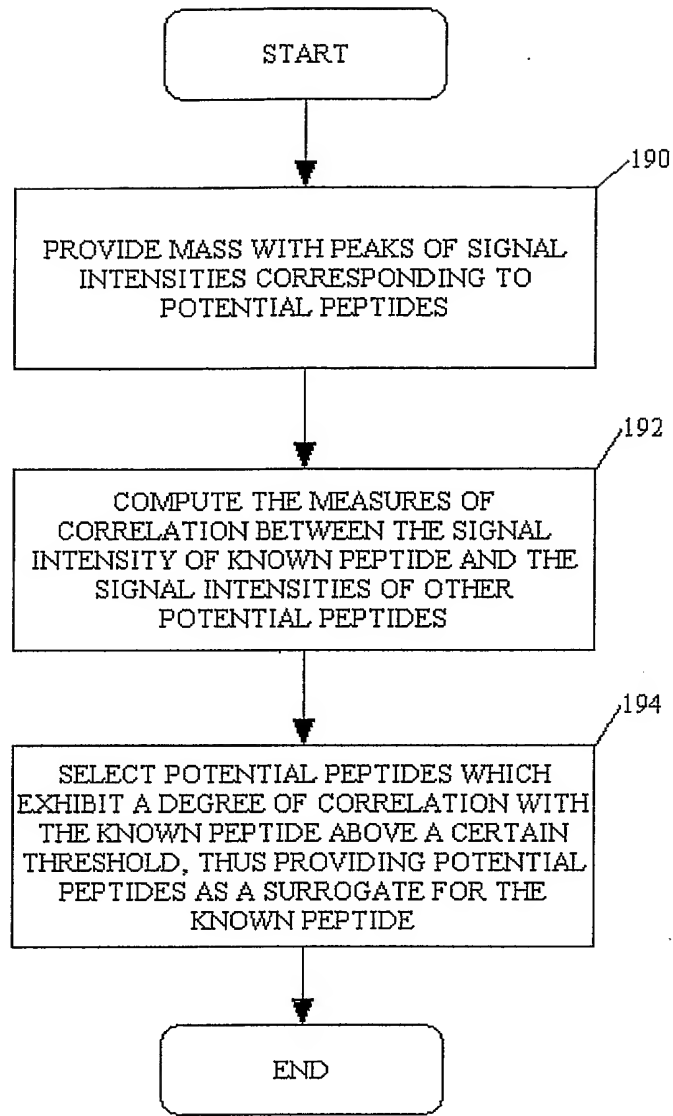 START
190
PROVIDE MASS WITH PEAKS OF SIGNAL
INTENSITIES CORRESPONDING TO
POTENTIAL PEPTIDES
192
COMPUTE THE MEASURES OF
CORRELATION BETWEEN THE SIGNAL
INTENSITY OF KNOWN PEPTIDE AND THE
SIGNAL INTENSITIES OF OTHER
POTENTIAL PEPTIDES
194
SELECT POTENTIAL PEPTIDES WHICH
EXHIBIT A DEGREE OF CORRELATION WITH
THE KNOWN PEPTIDE ABOVE A CERTAIN
THRESHOLD, THUS PROVIDING POTENTIAL
PEPTIDES AS A SURROGATE FOR THE
KNOWN PEPTIDE
END